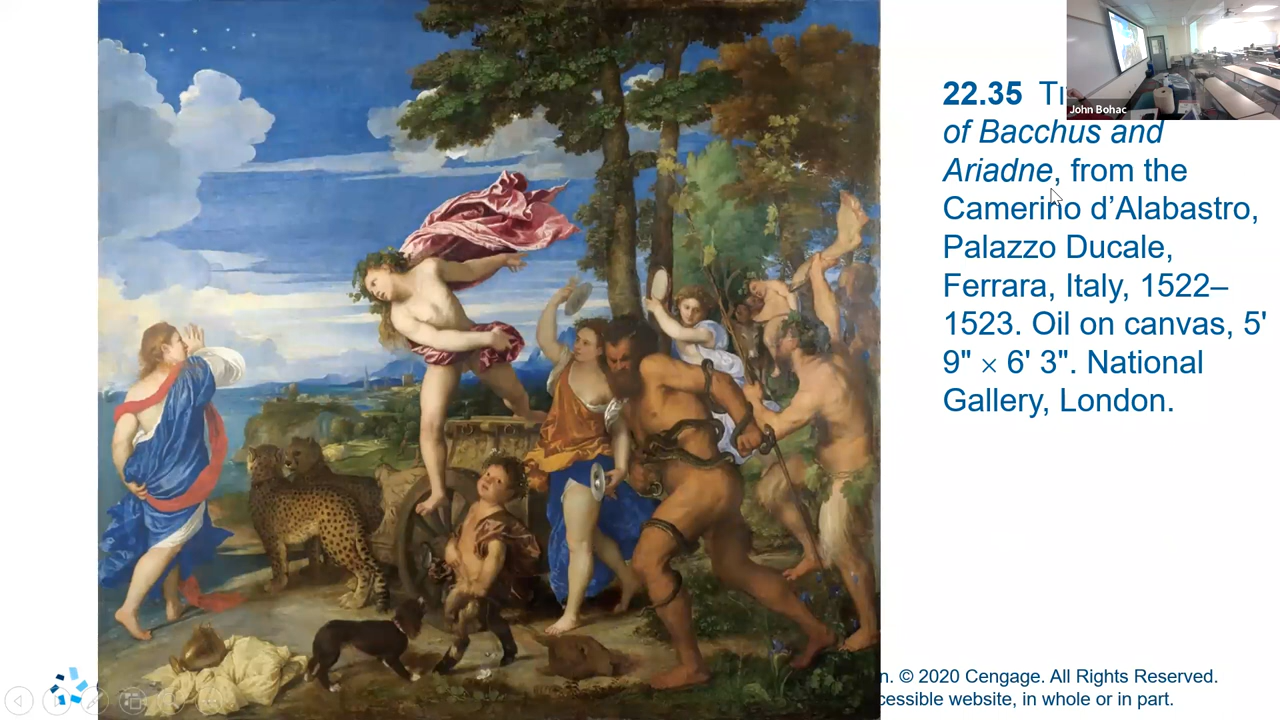 22.35
of Bacchus and
Ariadne, from the
Camerino d’Alabastro,
Palazzo Ducale,
Ferrara, Italy, 1522–
1523. Oil on canvas, 5'
9" × 6' 3". National
Gallery, London.
John Bohac
© 2020 Cengage. All Rights Reserved.
website, in whole or in part.